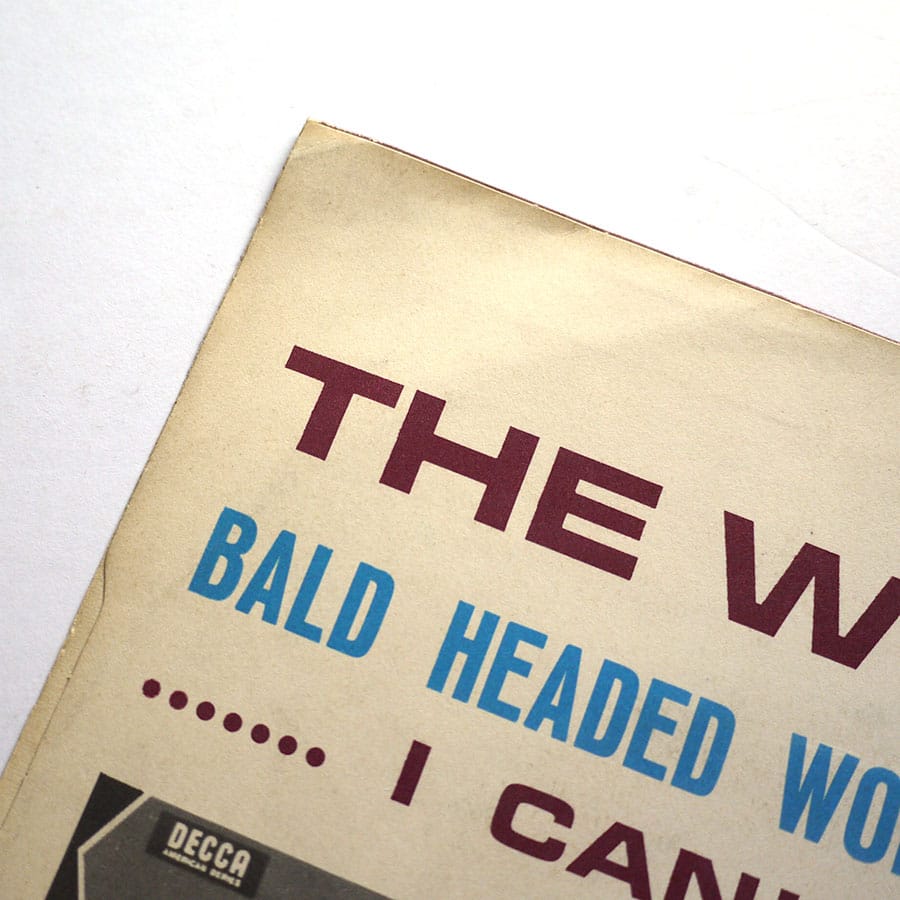 THE W
BALD HEADED WO
....... I CAN'
DECCA
AMERICAN SERIES